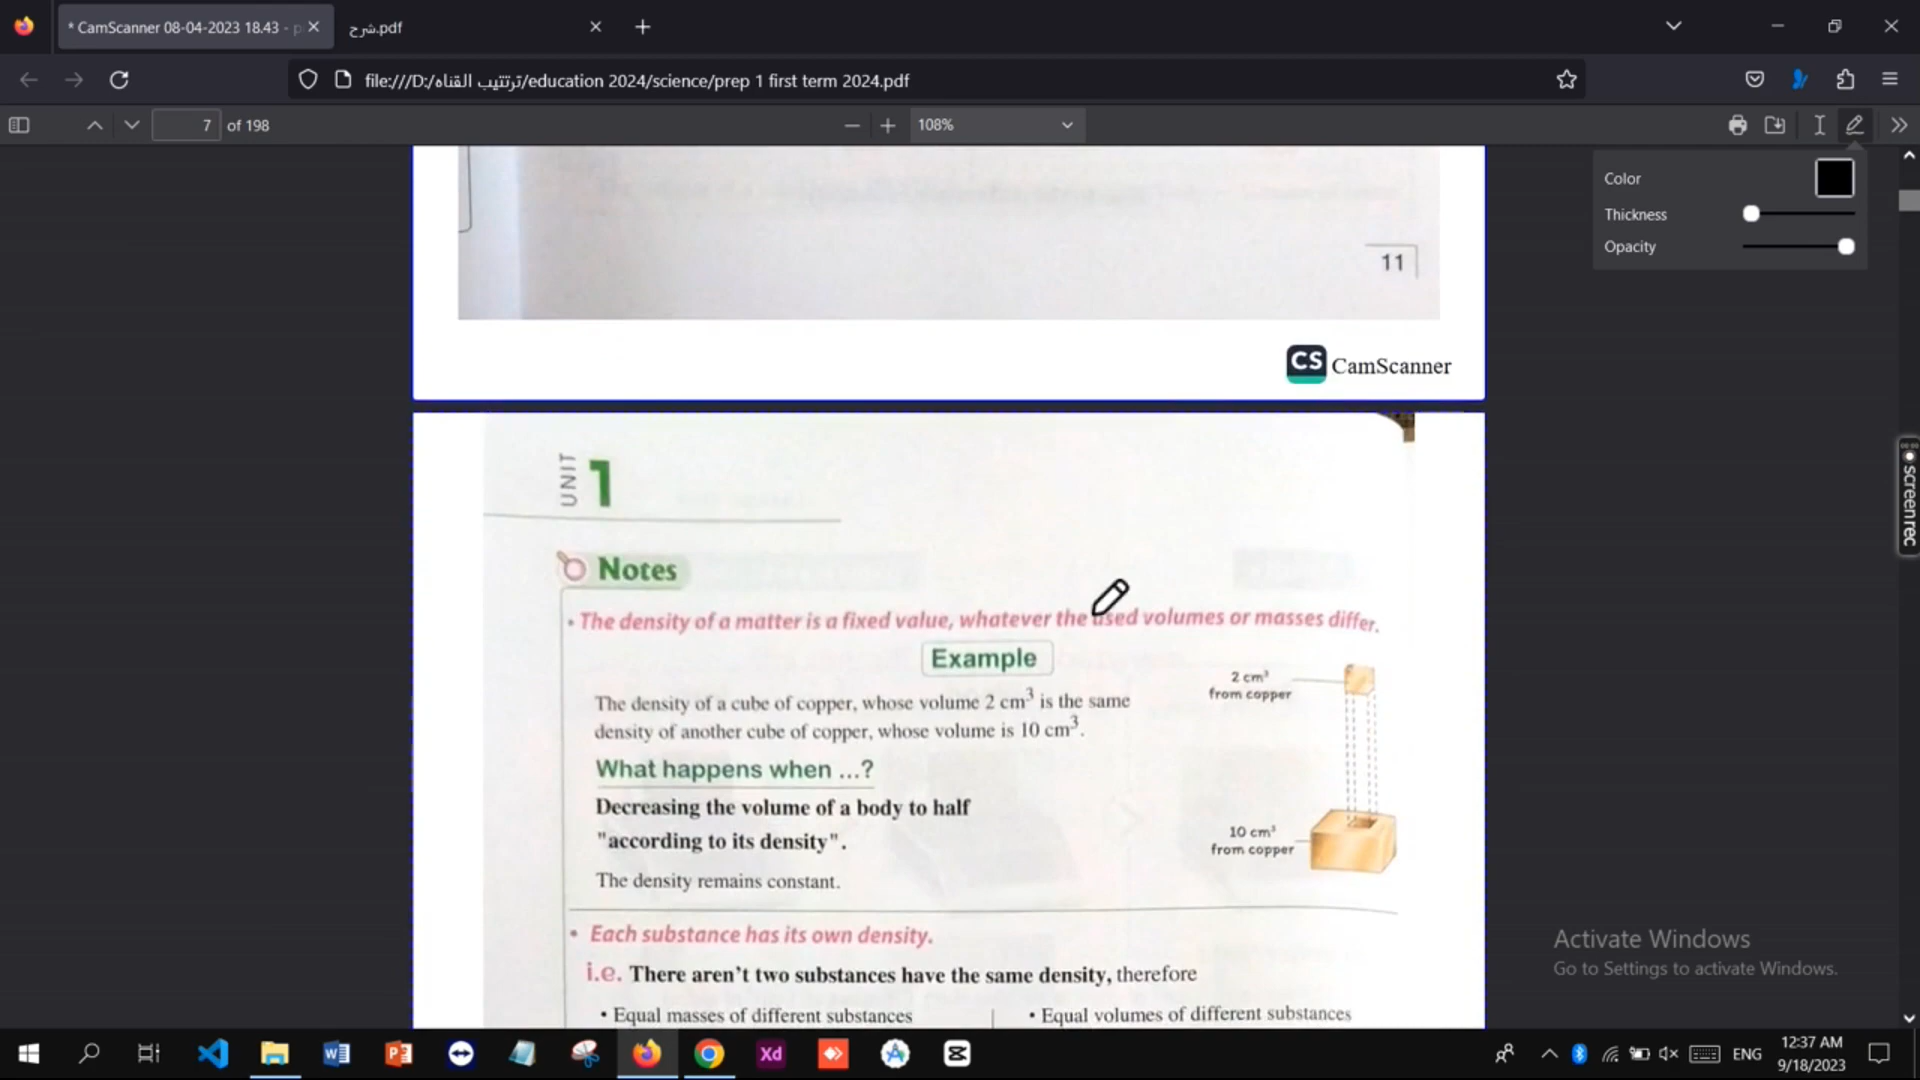 * CamScanner 08-04-2023 18.43 - p
شرح.pdf
file:///D:/ترتتيب القناه/education 2024/science/prep 1 first term 2024.pdf
7 of 198
108%
Color
Thickness
Opacity
11
CS CamScanner
UNIT 1
Notes
• The density of a matter is a fixed value, whatever the used volumes or masses differ.
Example
The density of a cube of copper, whose volume 2 cm³ is the same
density of another cube of copper, whose volume is 10 cm³.
2 cm³
from copper
What happens when ...?
Decreasing the volume of a body to half
"according to its density".
The density remains constant.
10 cm³
from copper
• Each substance has its own density.
i.e. There aren't two substances have the same density, therefore
• Equal masses of different substances
• Equal volumes of different substances
Activate Windows
Go to Settings to activate Windows.
screenrec
Xd
ENG
12:37 AM
9/18/2023